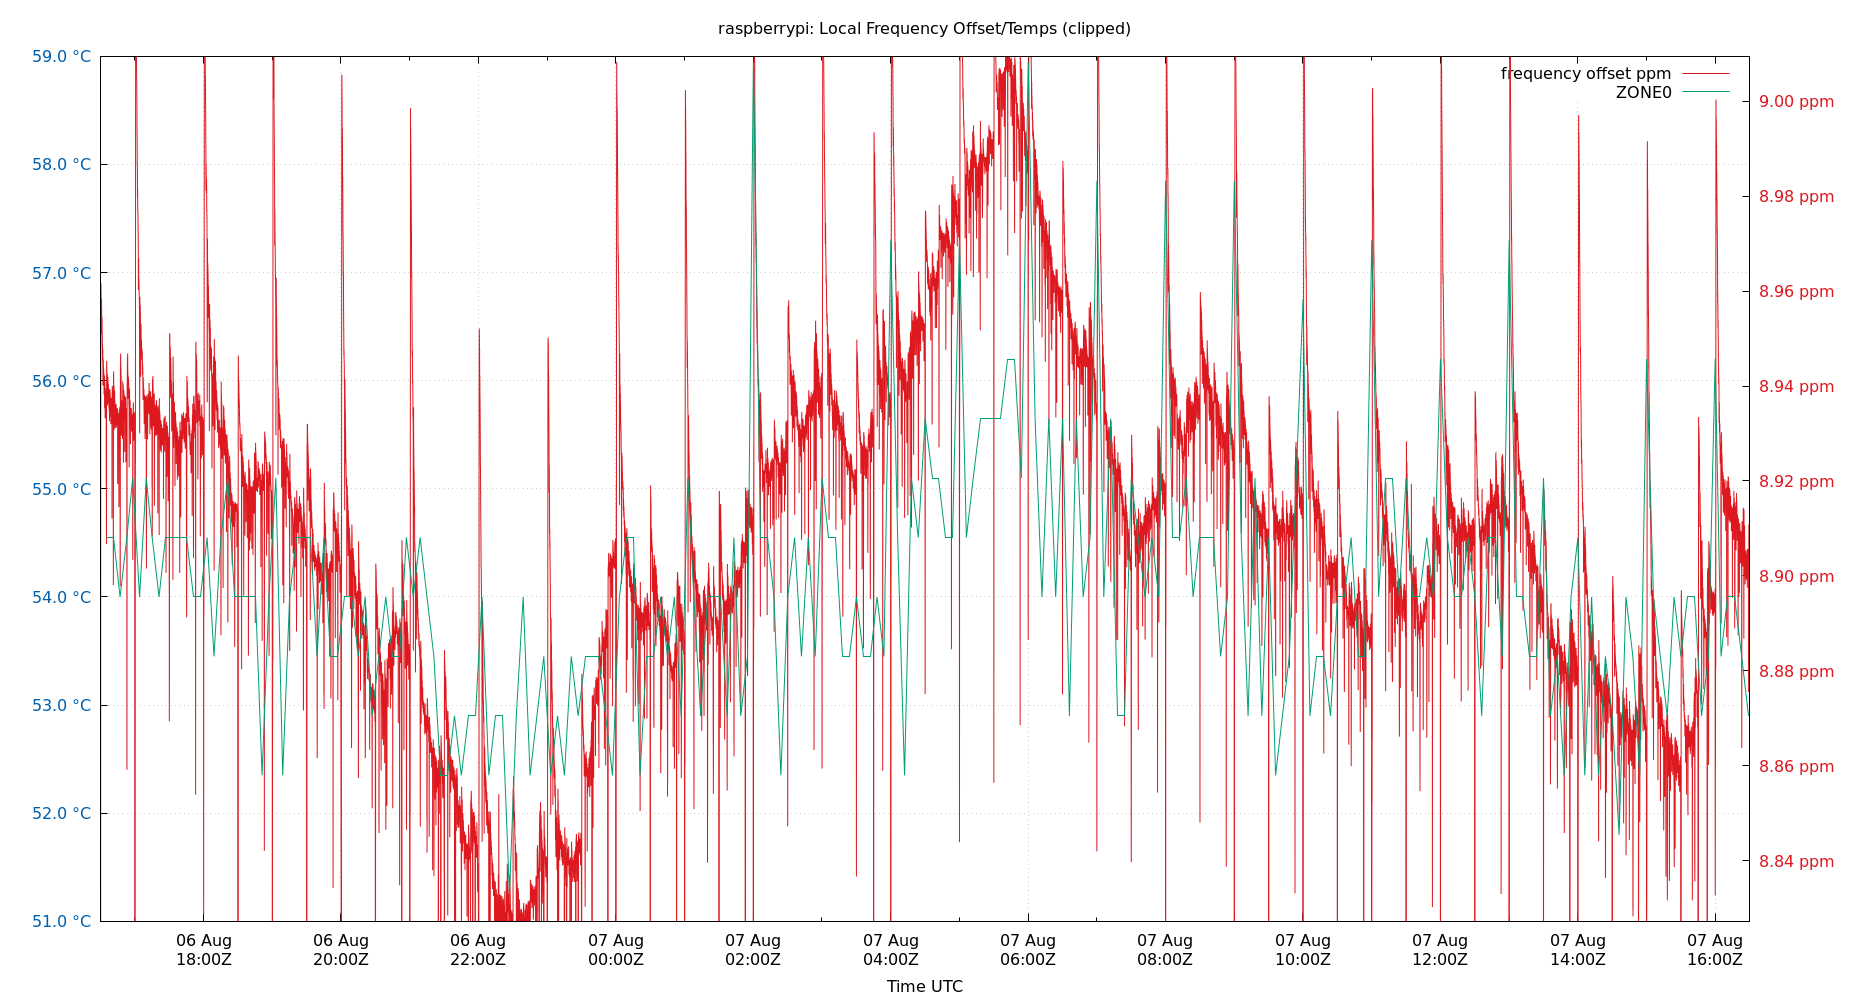 raspberrypi: Local Frequency Offset/Temps (clipped)
59.0 °C
58.0 °C
57.0 °C
56.0 °C
55.0 °C
54.0 °C
53.0 °C
52.0 °C
51.0 °C
frequency offset ppm
ZONE0
9.00 ppm
8.98 ppm
8.96 ppm
8.94 ppm
8.92 ppm
8.90 ppm
8.88 ppm
8.86 ppm
8.84 ppm
06 Aug 06 Aug 06 Aug 07 Aug 07 Aug 07 Aug 07 Aug 07 Aug 07 Aug 07 Aug 07 Aug 07 Aug
18:00Z 20:00Z 22:00Z 00:00Z 02:00Z 04:00Z 06:00Z 08:00Z 10:00Z 12:00Z 14:00Z 16:00Z
Time UTC